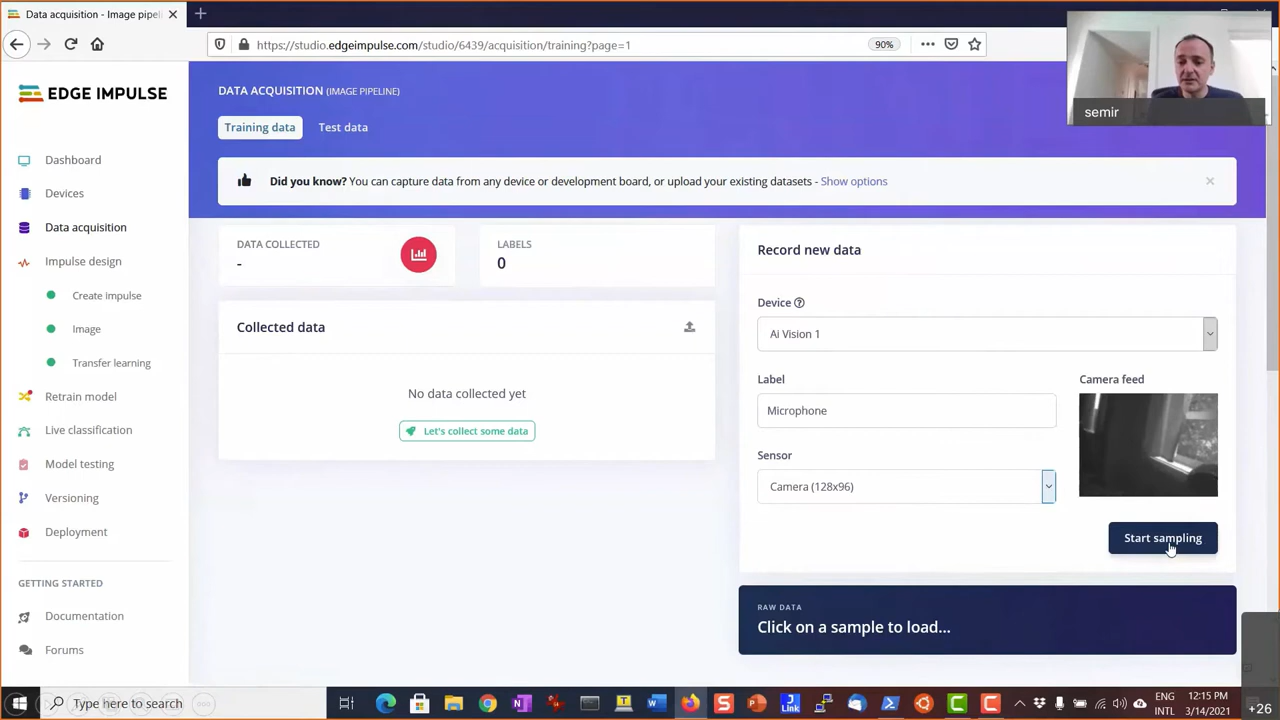 Data acquisition - Image pipeli
https://studio.edgeimpulse.com/studio/6439/acquisition/training?page=1
90%
semir
EDGE IMPULSE
Dashboard
Devices
Data acquisition
Impulse design
Create impulse
Image
Transfer learning
Retrain model
Live classification
Model testing
Versioning
Deployment
GETTING STARTED
Documentation
Forums
DATA ACQUISITION (IMAGE PIPELINE)
Training data
Test data
Did you know? You can capture data from any device or development board, or upload your existing datasets - Show options
DATA COLLECTED
-
LABELS
0
Collected data
No data collected yet
Let's collect some data
Record new data
Device
Ai Vision 1
Label
Camera feed
Microphone
Sensor
Camera (128x96)
Start sampling
RAW DATA
Click on a sample to load...
Type here to search
ENG
INTL
12:15 PM
3/14/2021
+26